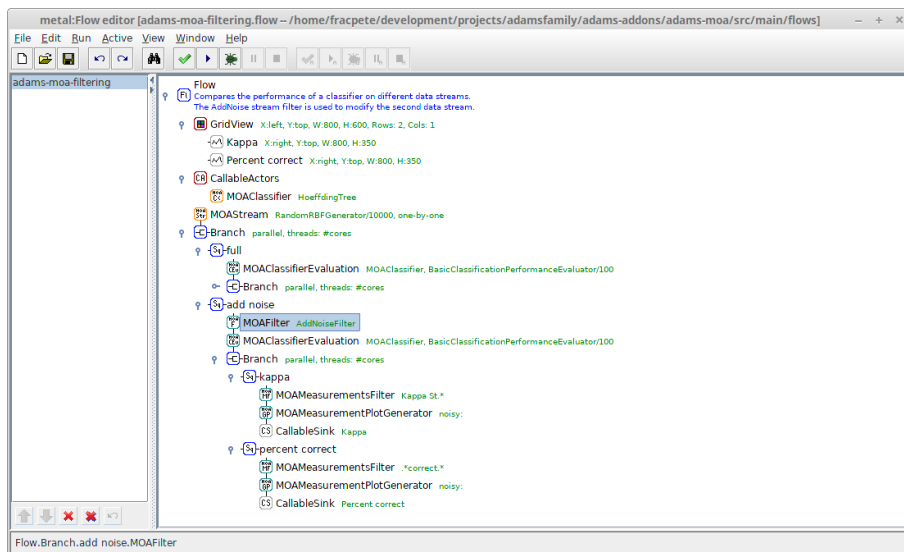 metal:Flow editor [adams-moa-filtering.flow – /home/fracpete/development/projects/adamsfamily/adams-addons/adams-moa/src/main/flows]
File Edit Run Active View Window Help
adams-moa-filtering
Flow
Compares the performance of a classifier on different data streams.
The AddNoise stream filter is used to modify the second data stream.
GridView X:left, Y:top, W:800, H:600, Rows: 2, Cols: 1
Kappa X:right, Y:top, W:800, H:350
Percent correct X:right, Y:top, W:800, H:350
CallableActors
MOAClassifier HoeffdingTree
MOAStream RandomRBFGenerator/10000, one-by-one
Branch parallel, threads: #cores
full
MOAClassifierEvaluation MOAClassifier, BasicClassificationPerformanceEvaluator/100
Branch parallel, threads: #cores
add noise
MOAFilter AddNoiseFilter
MOAClassifierEvaluation MOAClassifier, BasicClassificationPerformanceEvaluator/100
Branch parallel, threads: #cores
kappa
MOAMeasurementsFilter Kappa St.*
MOAMeasurementPlotGenerator noisy:
CS CallableSink Kappa
percent correct
MOAMeasurementsFilter .*correct.*
MOAMeasurementPlotGenerator noisy:
CS CallableSink Percent correct
Flow.Branch.add noise.MOAFilter